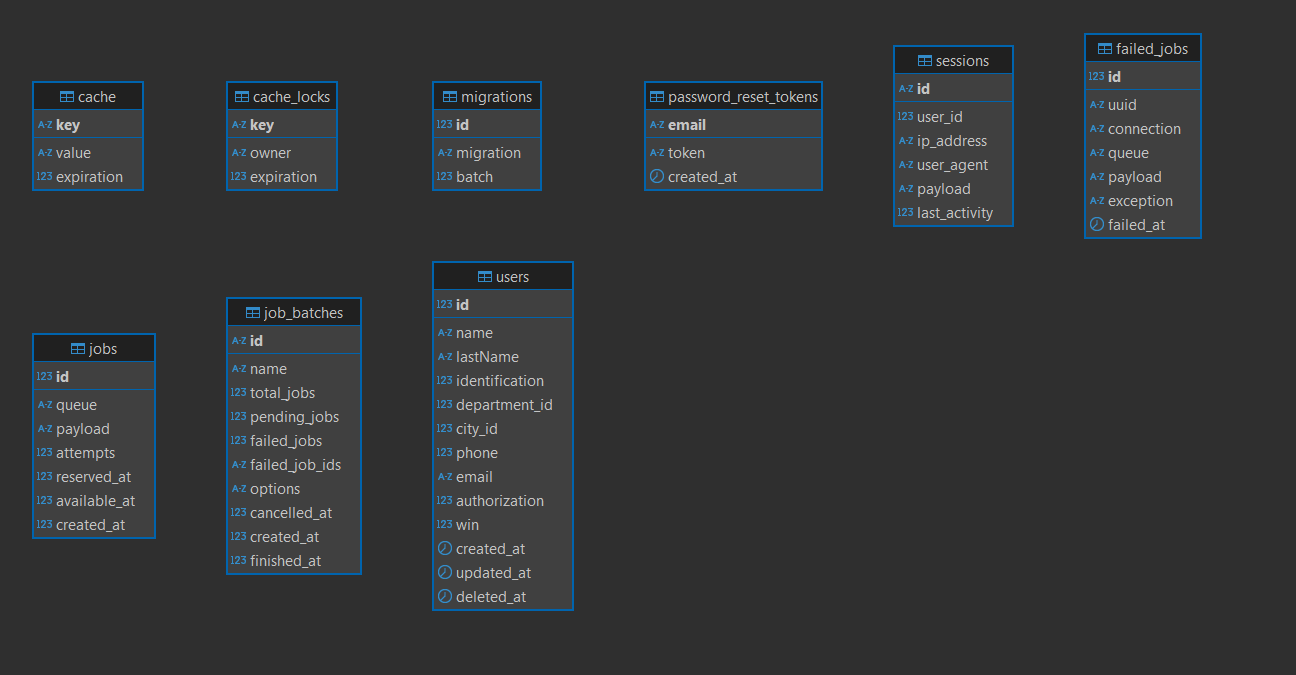 cache
A-Z key
A-Z value
123 expiration
cache_locks
A-Z key
A-Z owner
123 expiration
migrations
123 id
A-Z migration
123 batch
password_reset_tokens
A-Z email
A-Z token
created_at
sessions
A-Z id
123 user_id
A-Z ip_address
A-Z user_agent
A-Z payload
123 last_activity
failed_jobs
123 id
A-Z uuid
A-Z connection
A-Z queue
A-Z payload
A-Z exception
failed_at
jobs
123 id
A-Z queue
A-Z payload
123 attempts
123 reserved_at
123 available_at
123 created_at
job_batches
A-Z id
A-Z name
123 total_jobs
123 pending_jobs
123 failed_jobs
A-Z failed_job_ids
A-Z options
123 cancelled_at
123 created_at
123 finished_at
users
123 id
A-Z name
A-Z lastName
123 identification
123 department_id
123 city_id
123 phone
A-Z email
123 authorization
123 win
created_at
updated_at
deleted_at